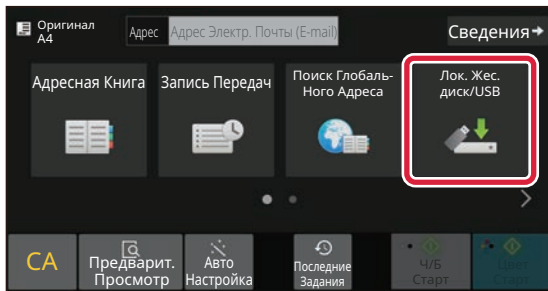 Оригинал
A4
Адрес
Адрес Электр. Почты (E-mail)
Сведения
Адресная Книга
Запись Передач
Поиск Глобаль-
Ного Адреса
Лок. Жес.
диск/USB
CA
Предварит.
Просмотр
Авто
Настройка
Последние
Задания
Ч/Б
Старт
Цвет
Старт